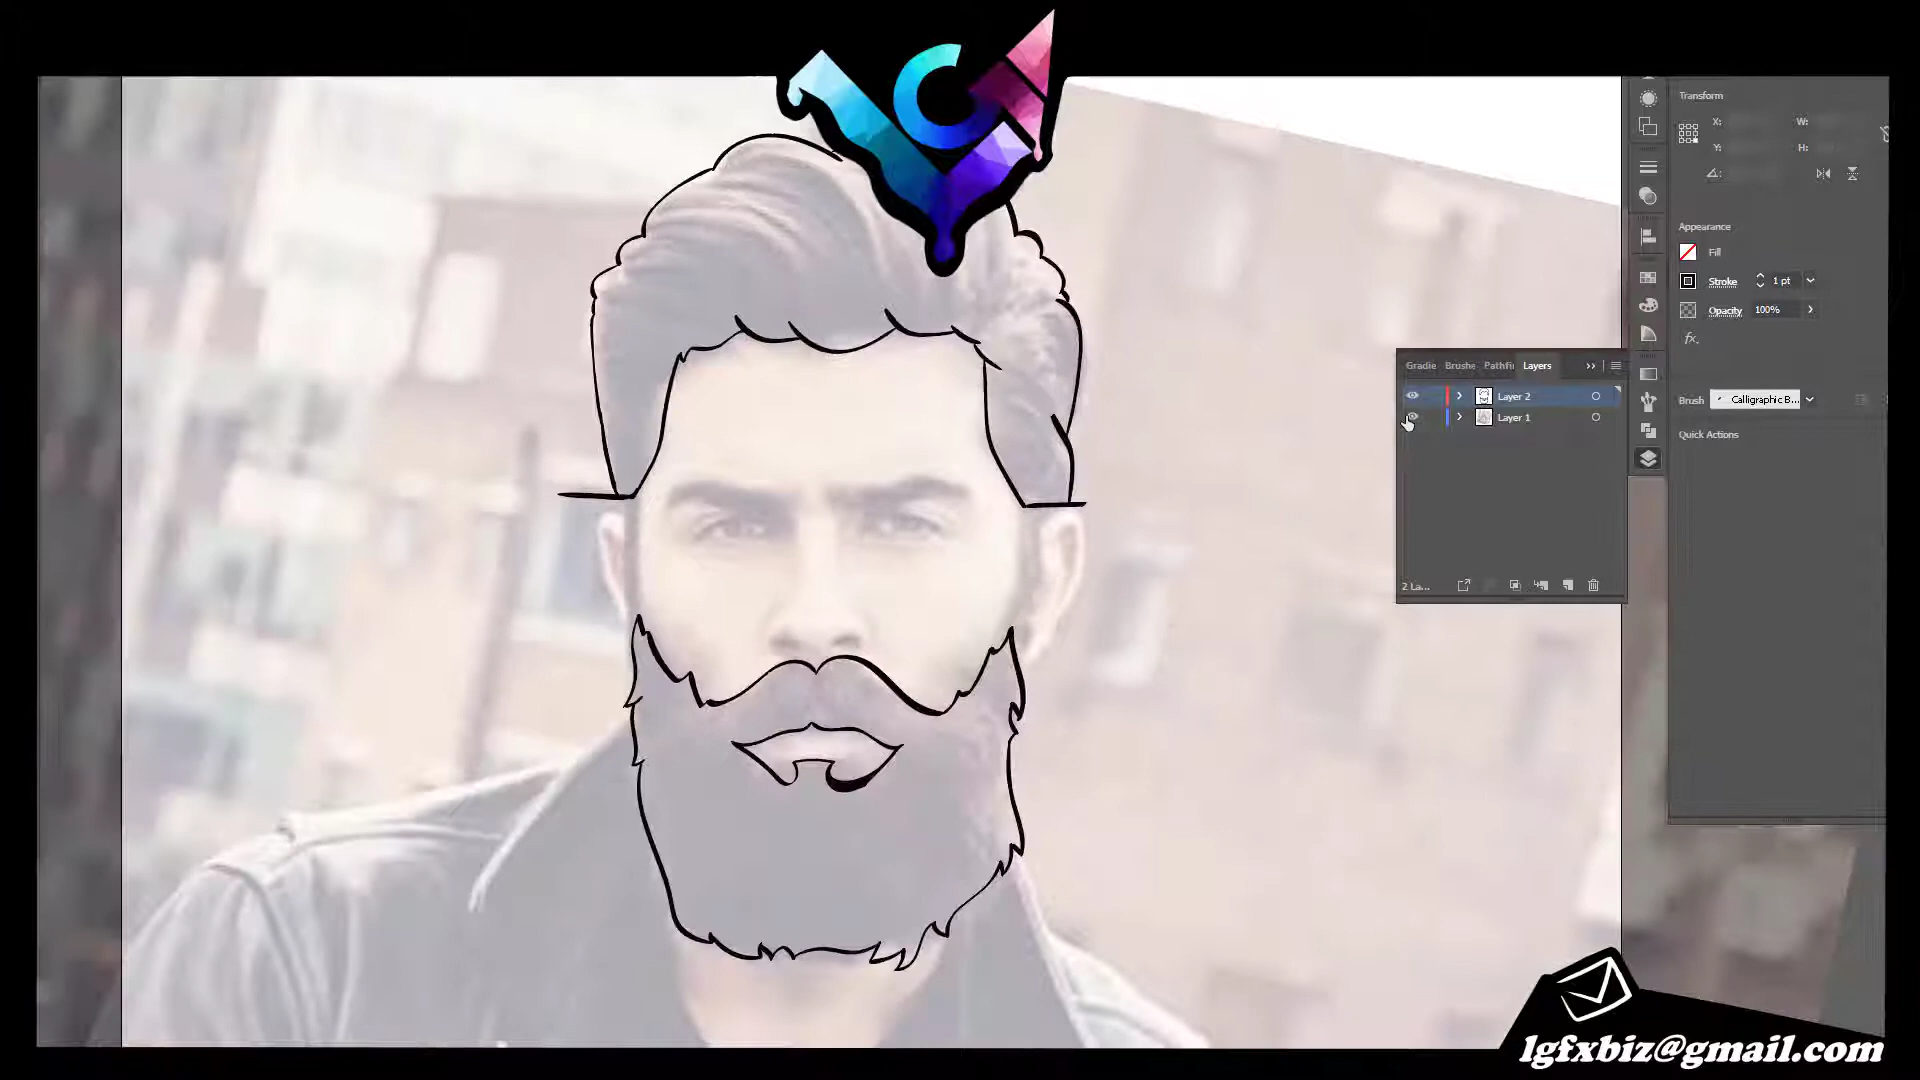 Transform
X:
W:
Y:
H:
Appearance
Fill
Stroke
1 pt
Opacity
100%
fx.
Gradie
Brushe
Pathfi
Layers
Layer 2
Layer 1
Brush
Calligraphic B...
Quick Actions
2 La...
lgfxbiz@gmail.com